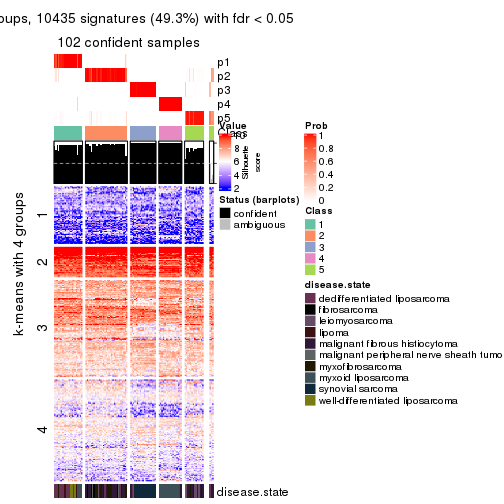 oups, 10435 signatures (49.3%) with fdr < 0.05
102 confident samples
p1
p2
p3
p4
p5
Class
Silhouette
score
k-means with 4 groups
1
2
3
4
disease.state
Value
10
8
6
4
2
Status (barplots)
confident
ambiguous
Prob
1
0.8
0.6
0.4
0.2
0
Class
1
2
3
4
5
disease.state
dedifferentiated liposarcoma
fibrosarcoma
leiomyosarcoma
lipoma
malignant fibrous histiocytoma
malignant peripheral nerve sheath tumo
myxofibrosarcoma
myxoid liposarcoma
synovial sarcoma
well-differentiated liposarcoma